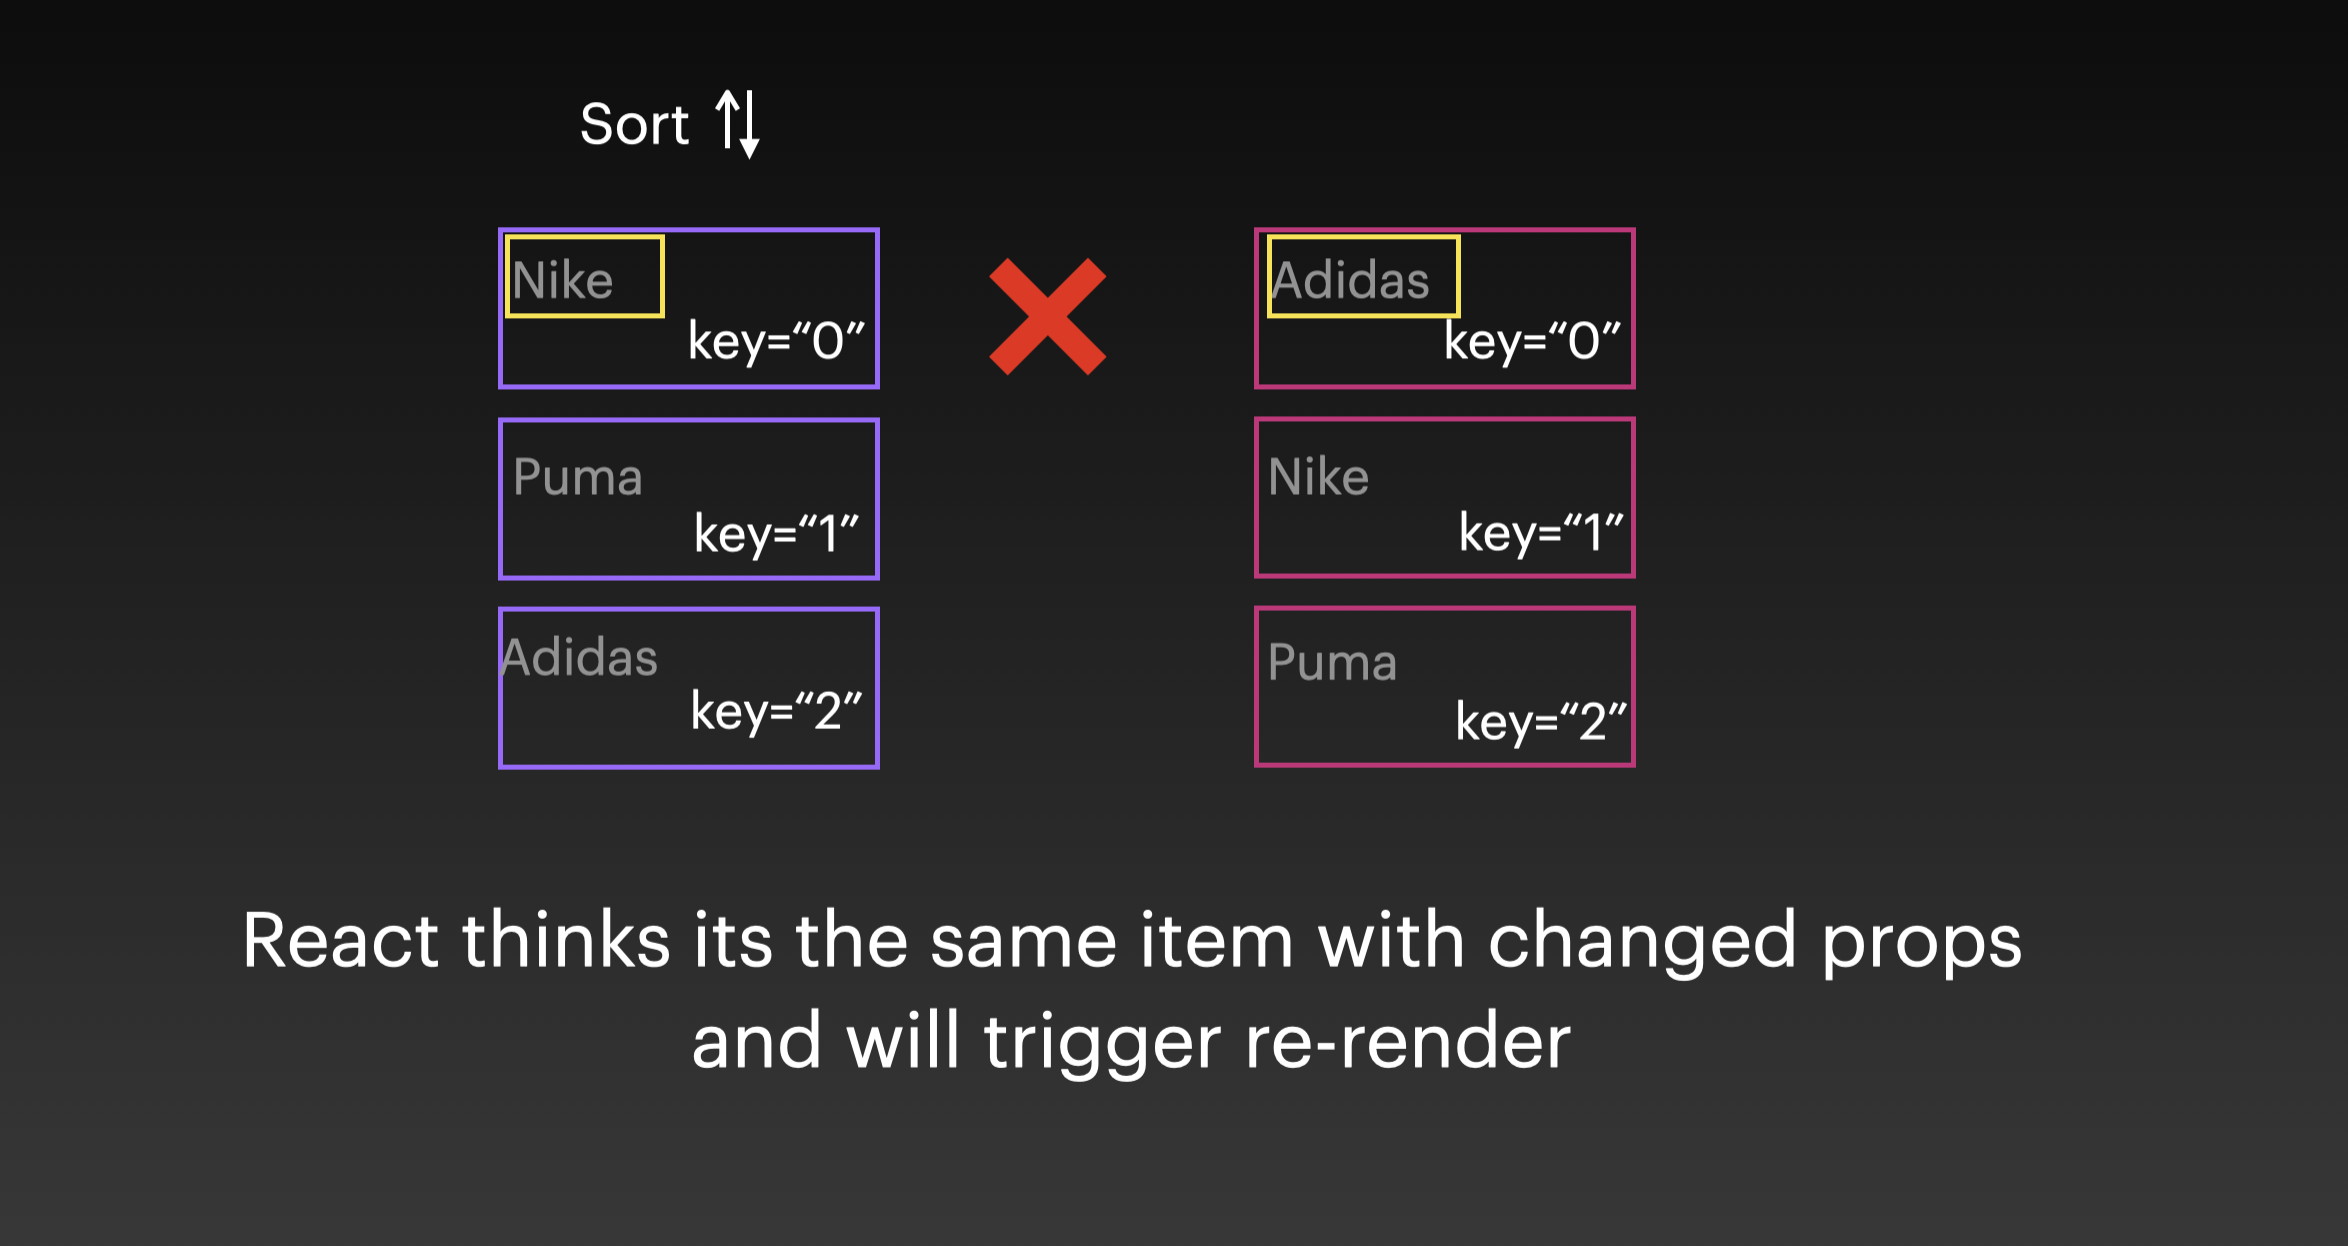 Sort
Nike
key=“0”
Puma
key=“1”
Adidas
key=“2”
Adidas
key=“0”
Nike
key=“1”
Puma
key=“2”
React thinks its the same item with changed props
and will trigger re-render